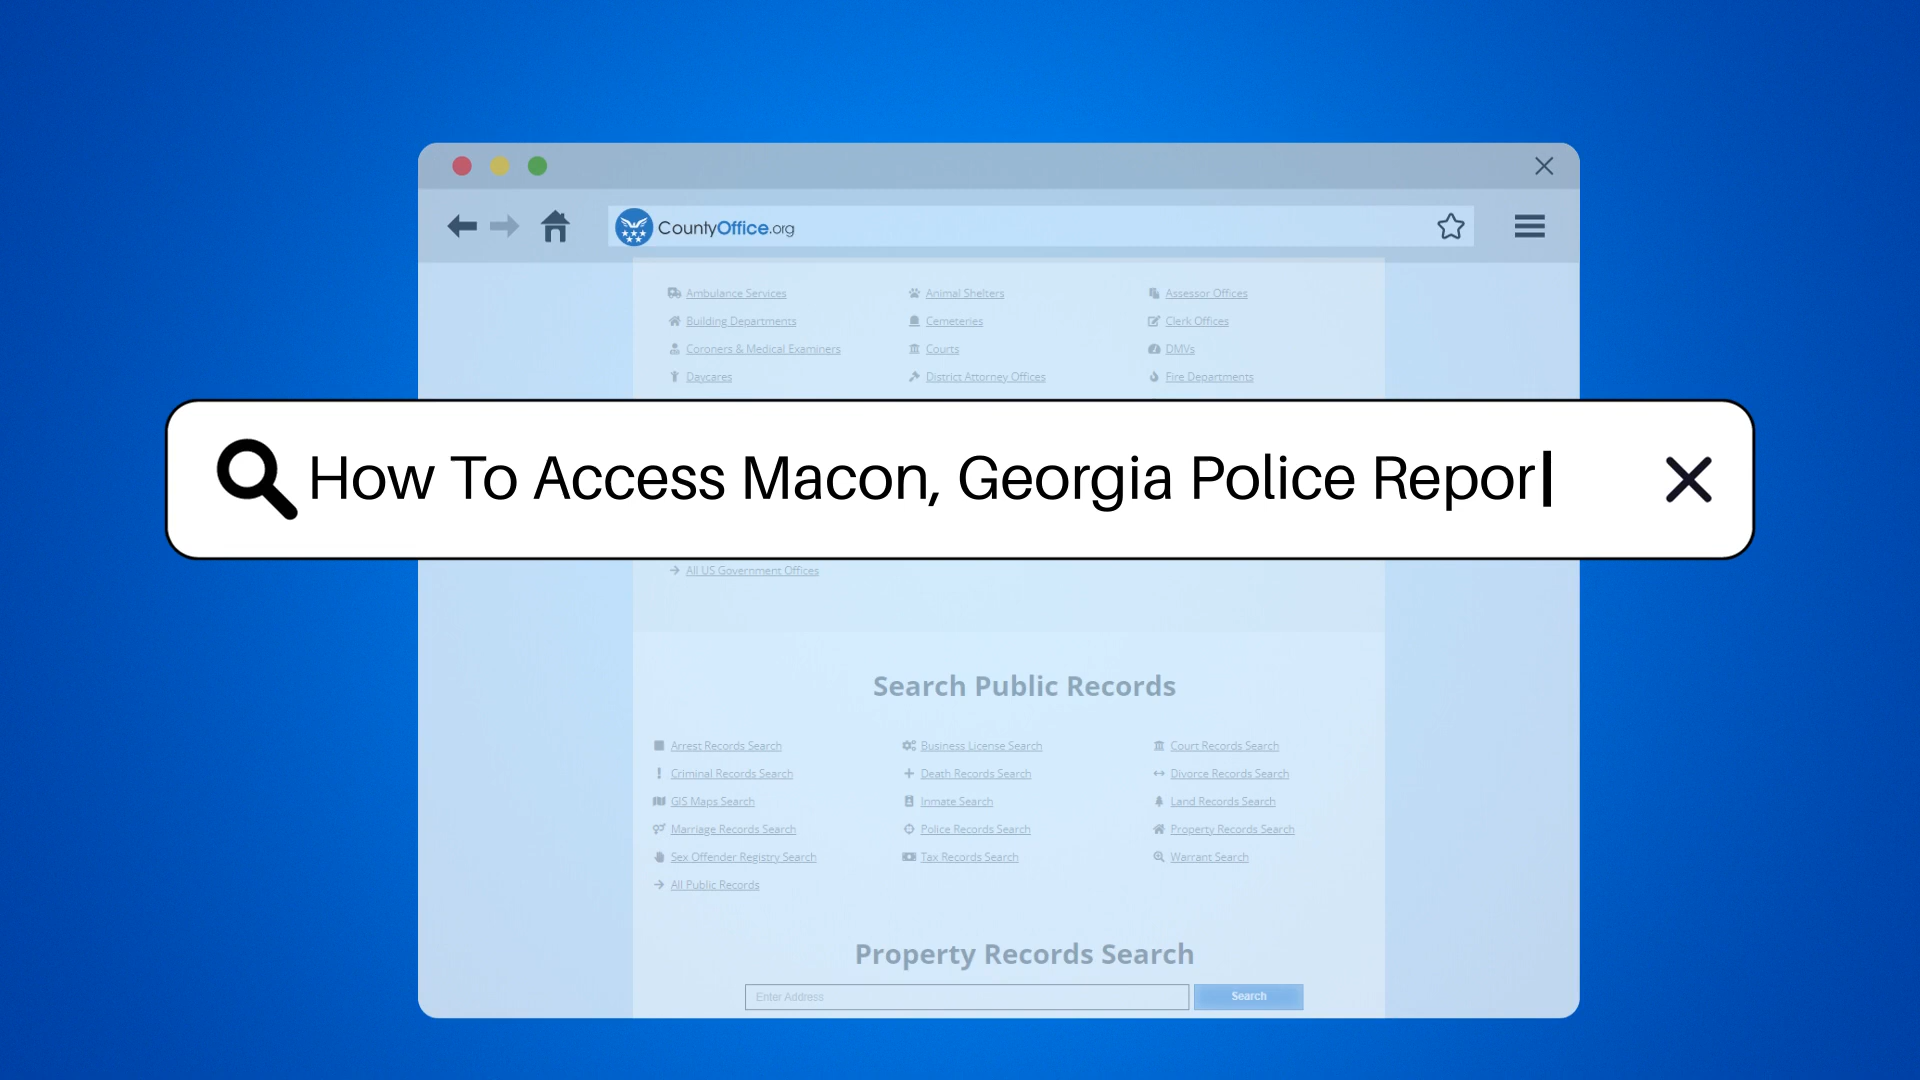 CountyOffice.org
Ambulance Services Animal Shelters Assessor Offices
Building Departments Cemeteries Clerk Offices
Coroners & Medical Examiners Courts DMVs
Daycares District Attorney Offices Fire Departments
How To Access Macon, Georgia Police Repor
All US Government Offices
Search Public Records
Arrest Records Search Business License Search Court Records Search
Criminal Records Search Death Records Search Divorce Records Search
GIS Maps Search Inmate Search Land Records Search
Marriage Records Search Police Records Search Property Records Search
Sex Offender Registry Search Tax Records Search Warrant Search
All Public Records
Property Records Search
Enter Address Search